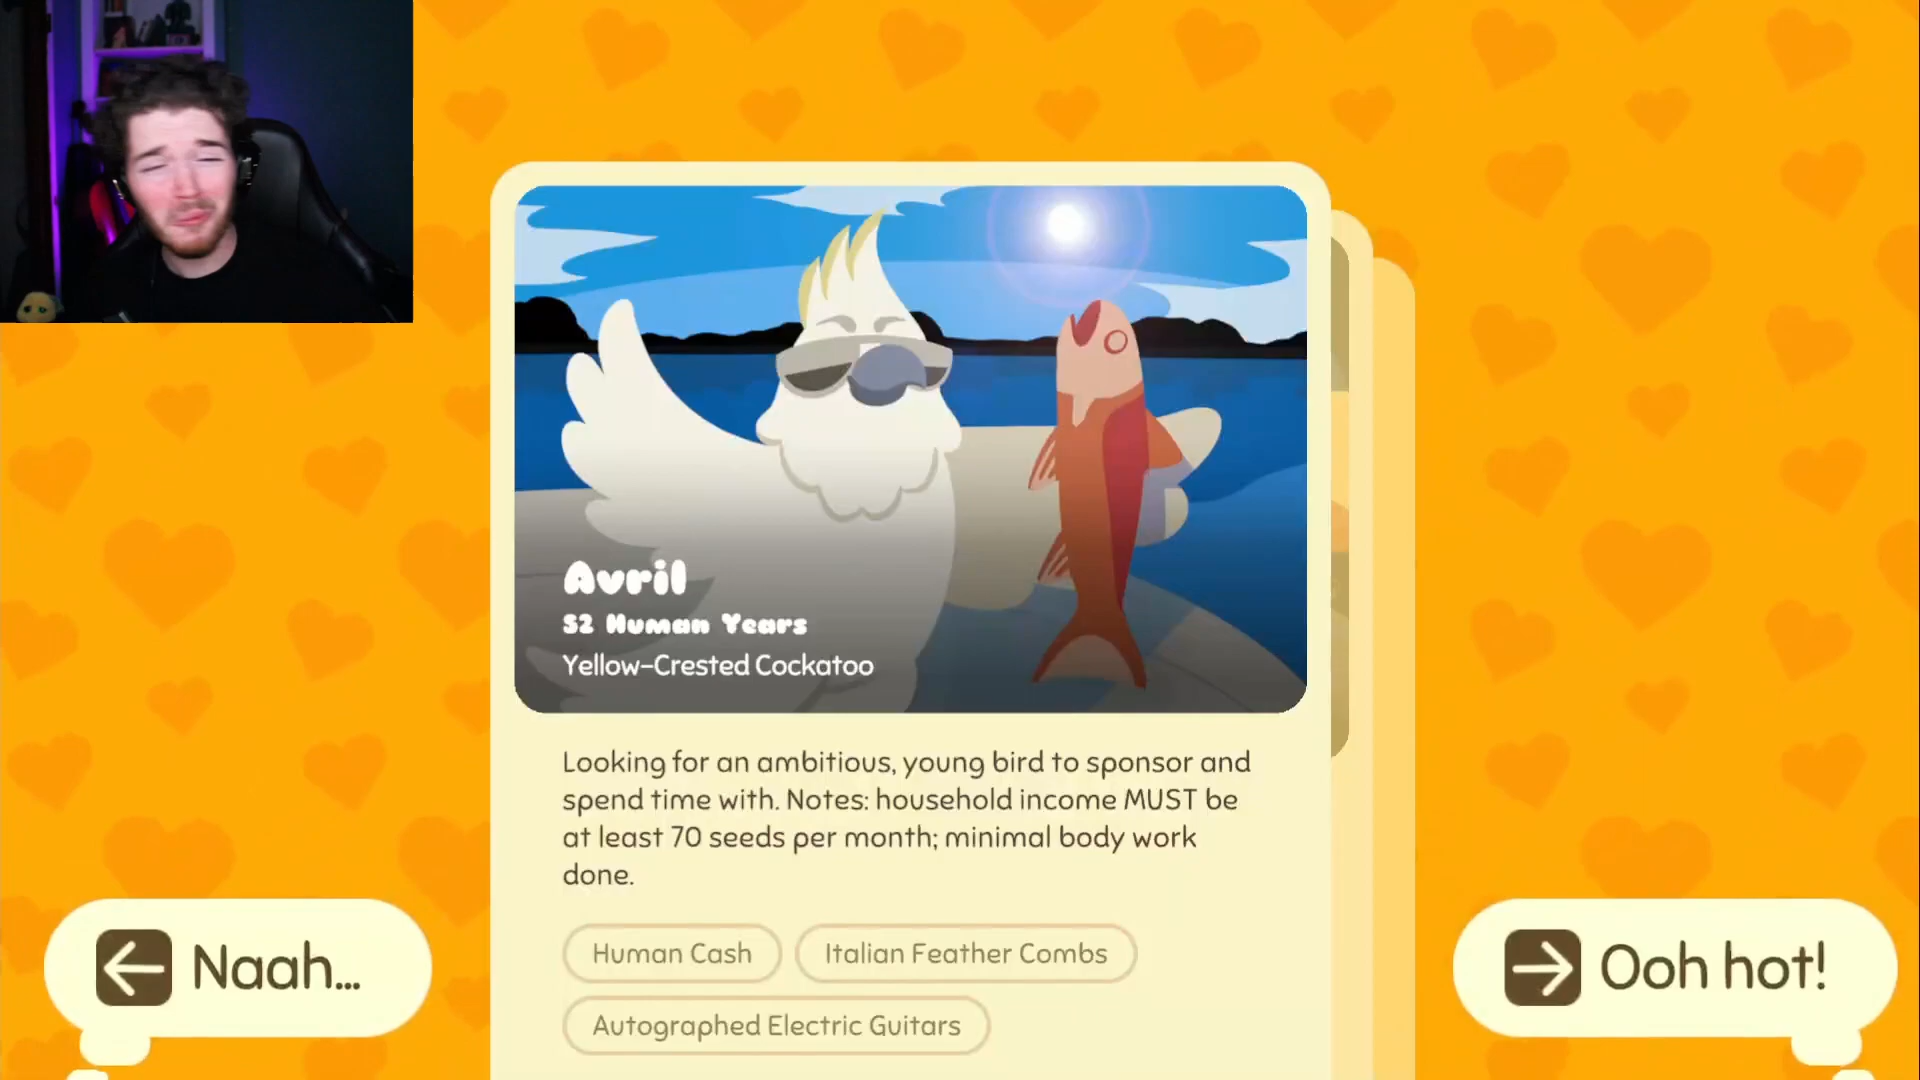 Avril
52 Human Years
Yellow-Crested Cockatoo
Looking for an ambitious, young bird to sponsor and
spend time with. Notes: household income MUST be
at least 70 seeds per month; minimal body work
done.
Human Cash
Italian Feather Combs
Autographed Electric Guitars
Naah...
Ooh hot!